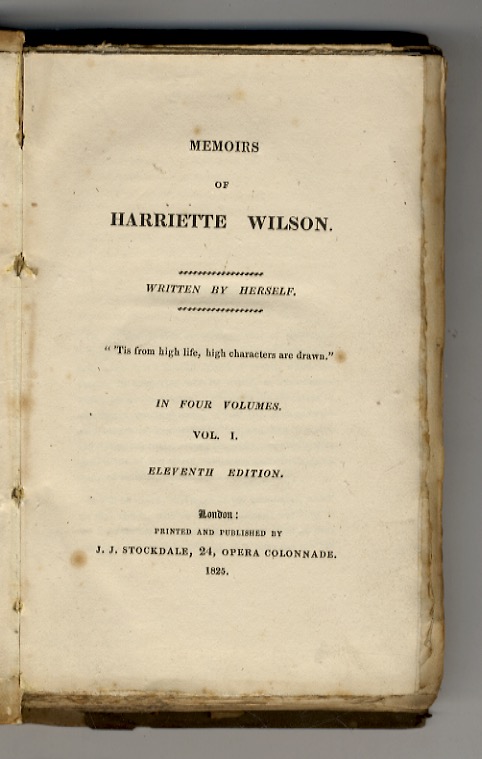 MEMOIRS
OF
HARRIETTE WILSON.
WRITTEN BY HERSELF.
" 'Tis from high life, high characters are drawn."
IN FOUR VOLUMES.
VOL. I.
ELEVENTH EDITION.
London:
PRINTED AND PUBLISHED BY
J. J. STOCKDALE, 24, OPERA COLONNADE.
1825.